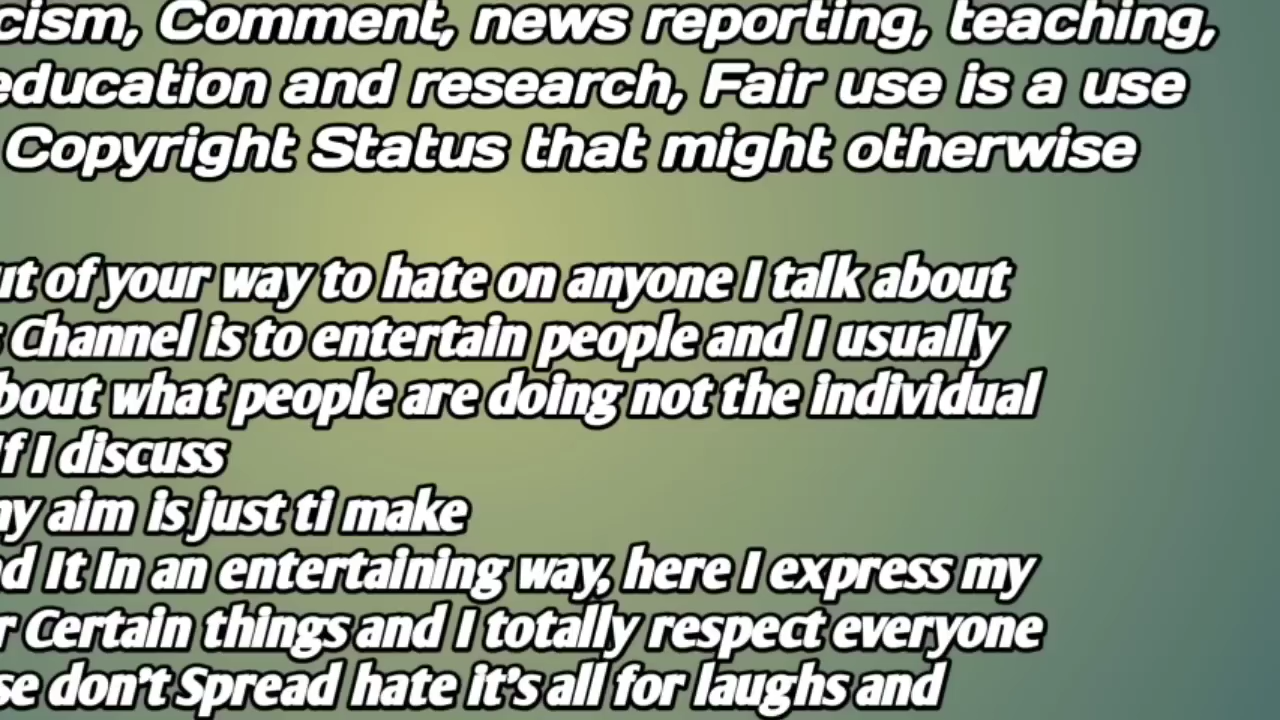 cism, Comment, news reporting, teaching,
education and research, Fair use is a use
Copyright Status that might otherwise
ut of your way to hate on anyone I talk about
s Channel is to entertain people and I usually
bout what people are doing not the individual
If I discuss
ny aim is just ti make
nd It In an entertaining way, here I express my
r Certain things and I totally respect everyone
se don't Spread hate it's all for laughs and